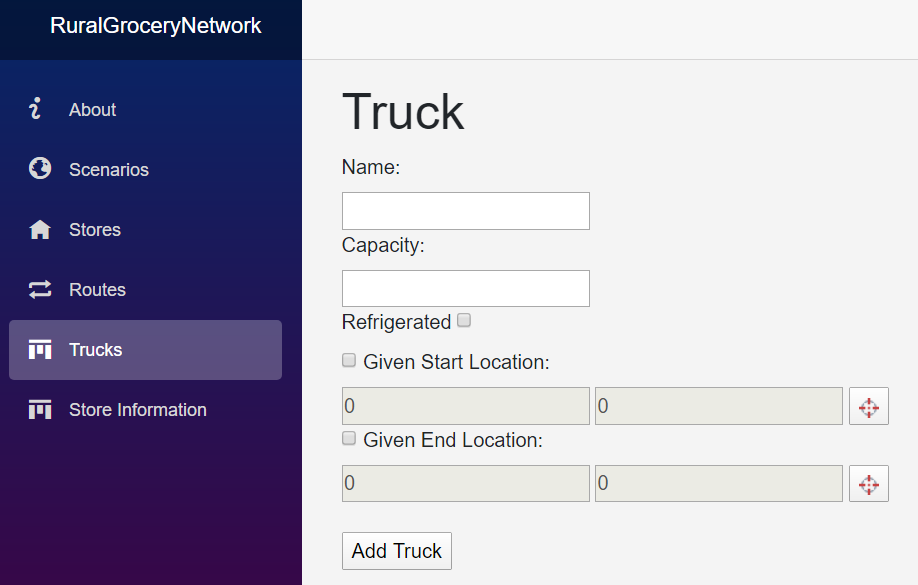 RuralGroceryNetwork
About
Scenarios
Stores
Routes
Trucks
Store Information
Truck
Name:
Capacity:
Refrigerated
Given Start Location:
0 0
Given End Location:
0 0
Add Truck